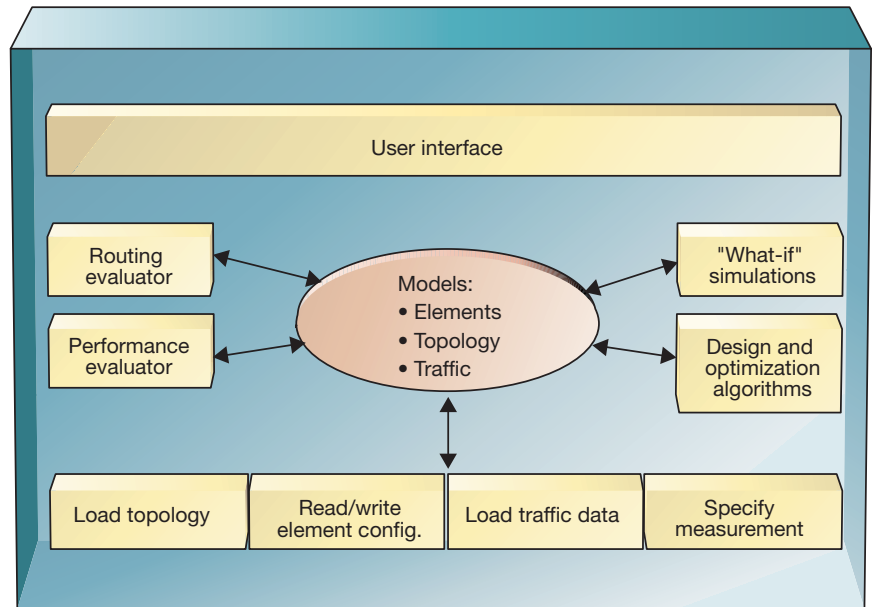 User interface
Routing
evaluator
"What-if"
simulations
Models:
• Elements
• Topology
• Traffic
Performance
evaluator
Design and
optimization
algorithms
Load topology
Read/write
element config.
Load traffic data
Specify
measurement